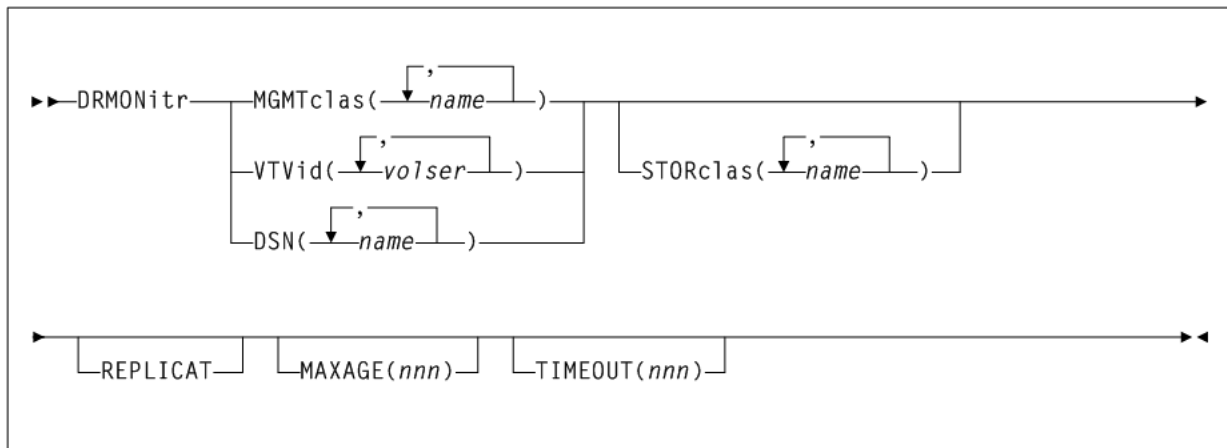 ,
DRMONitr MGMTclas( name )
, ,
VTVid( volser ) STORclas( name )
,
DSN( name )
REPLICAT MAXAGE(nnn) TIMEOUT(nnn)